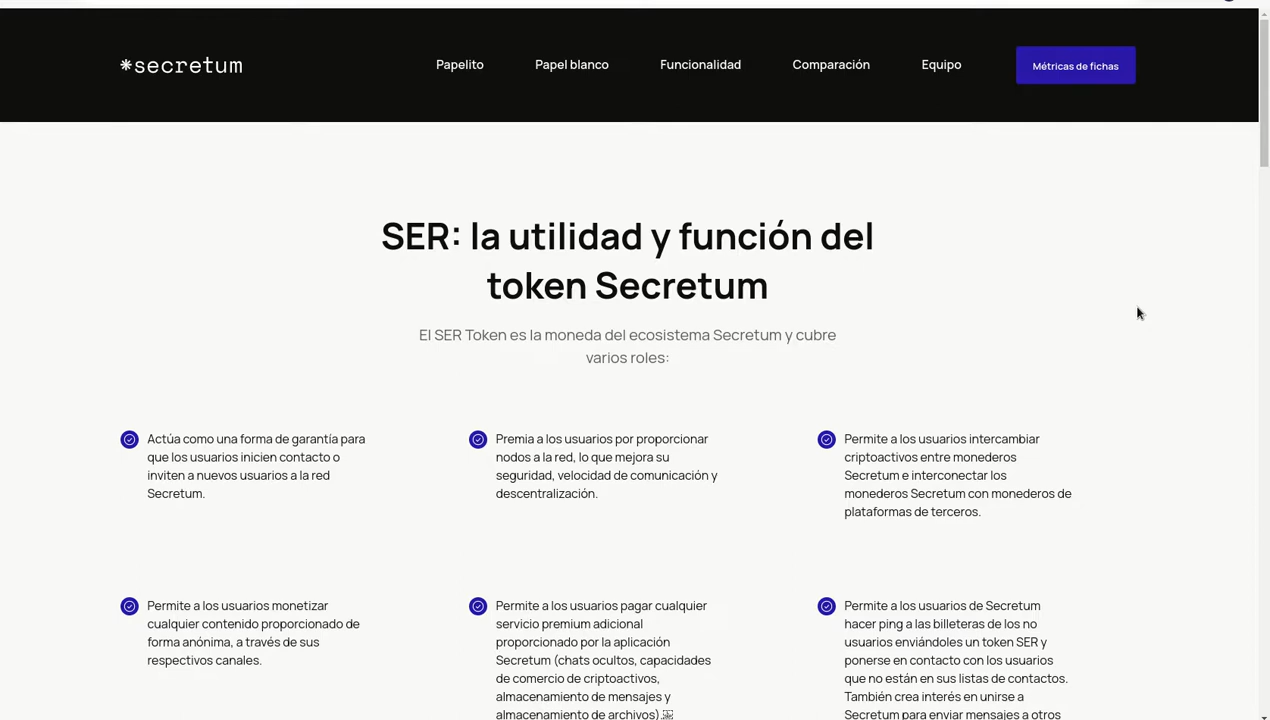 *secretum
Papelito
Papel blanco
Funcionalidad
Comparación
Equipo
Métricas de fichas
SER: la utilidad y función del
token Secretum
El SER Token es la moneda del ecosistema Secretum y cubre
varios roles:
Actúa como una forma de garantía para
que los usuarios inicien contacto o
inviten a nuevos usuarios a la red
Secretum.
Premia a los usuarios por proporcionar
nodos a la red, lo que mejora su
seguridad, velocidad de comunicación y
descentralización.
Permite a los usuarios intercambiar
criptoactivos entre monederos
Secretum e interconectar los
monederos Secretum con monederos de
plataformas de terceros.
Permite a los usuarios monetizar
cualquier contenido proporcionado de
forma anónima, a través de sus
respectivos canales.
Permite a los usuarios pagar cualquier
servicio premium adicional
proporcionado por la aplicación
Secretum (chats ocultos, capacidades
de comercio de criptoactivos,
almacenamiento de mensajes y
almacenamiento de archivos).
Permite a los usuarios de Secretum
hacer ping a las billeteras de los no
usuarios enviándoles un token SER y
ponerse en contacto con los usuarios
que no están en sus listas de contactos.
También crea interés en unirse a
Secretum para enviar mensajes a otros